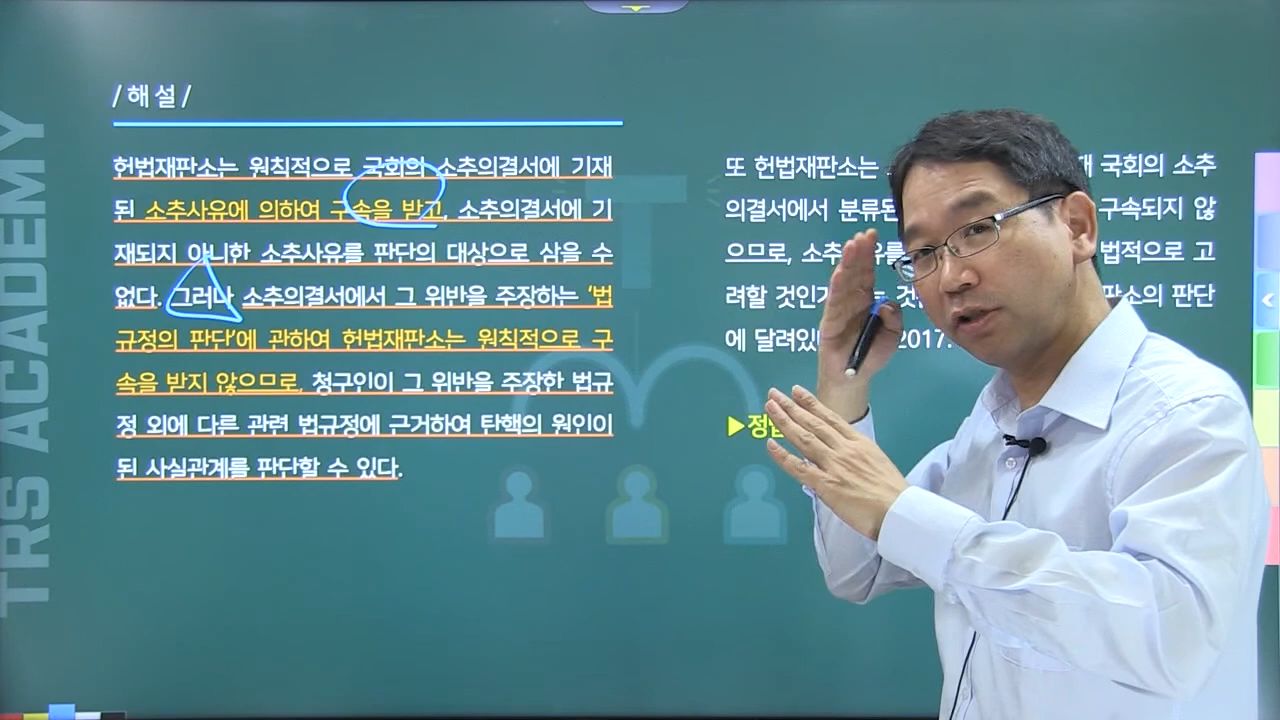 / 해 설 /
헌법재판소는 원칙적으로 국회의 소추의결서에 기재
된 소추사유에 의하여 구속을 받고, 소추의결서에 기
재되지 아니한 소추사유를 판단의 대상으로 삼을 수
없다. 그러나 소추의결서에서 그 위반을 주장하는 '법
규정의 판단'에 관하여 헌법재판소는 원칙적으로 구
속을 받지 않으므로, 청구인이 그 위반을 주장한 법규
정 외에 다른 관련 법규정에 근거하여 탄핵의 원인이
된 사실관계를 판단할 수 있다.
또 헌법재판소는 국회의 소추
의결서에서 분류된 구속되지 않
으므로, 소추 를 법적으로 고
려할 것인가 는 판소의 판단
에 달려있 2017.
▶정답
TRS ACADEMY